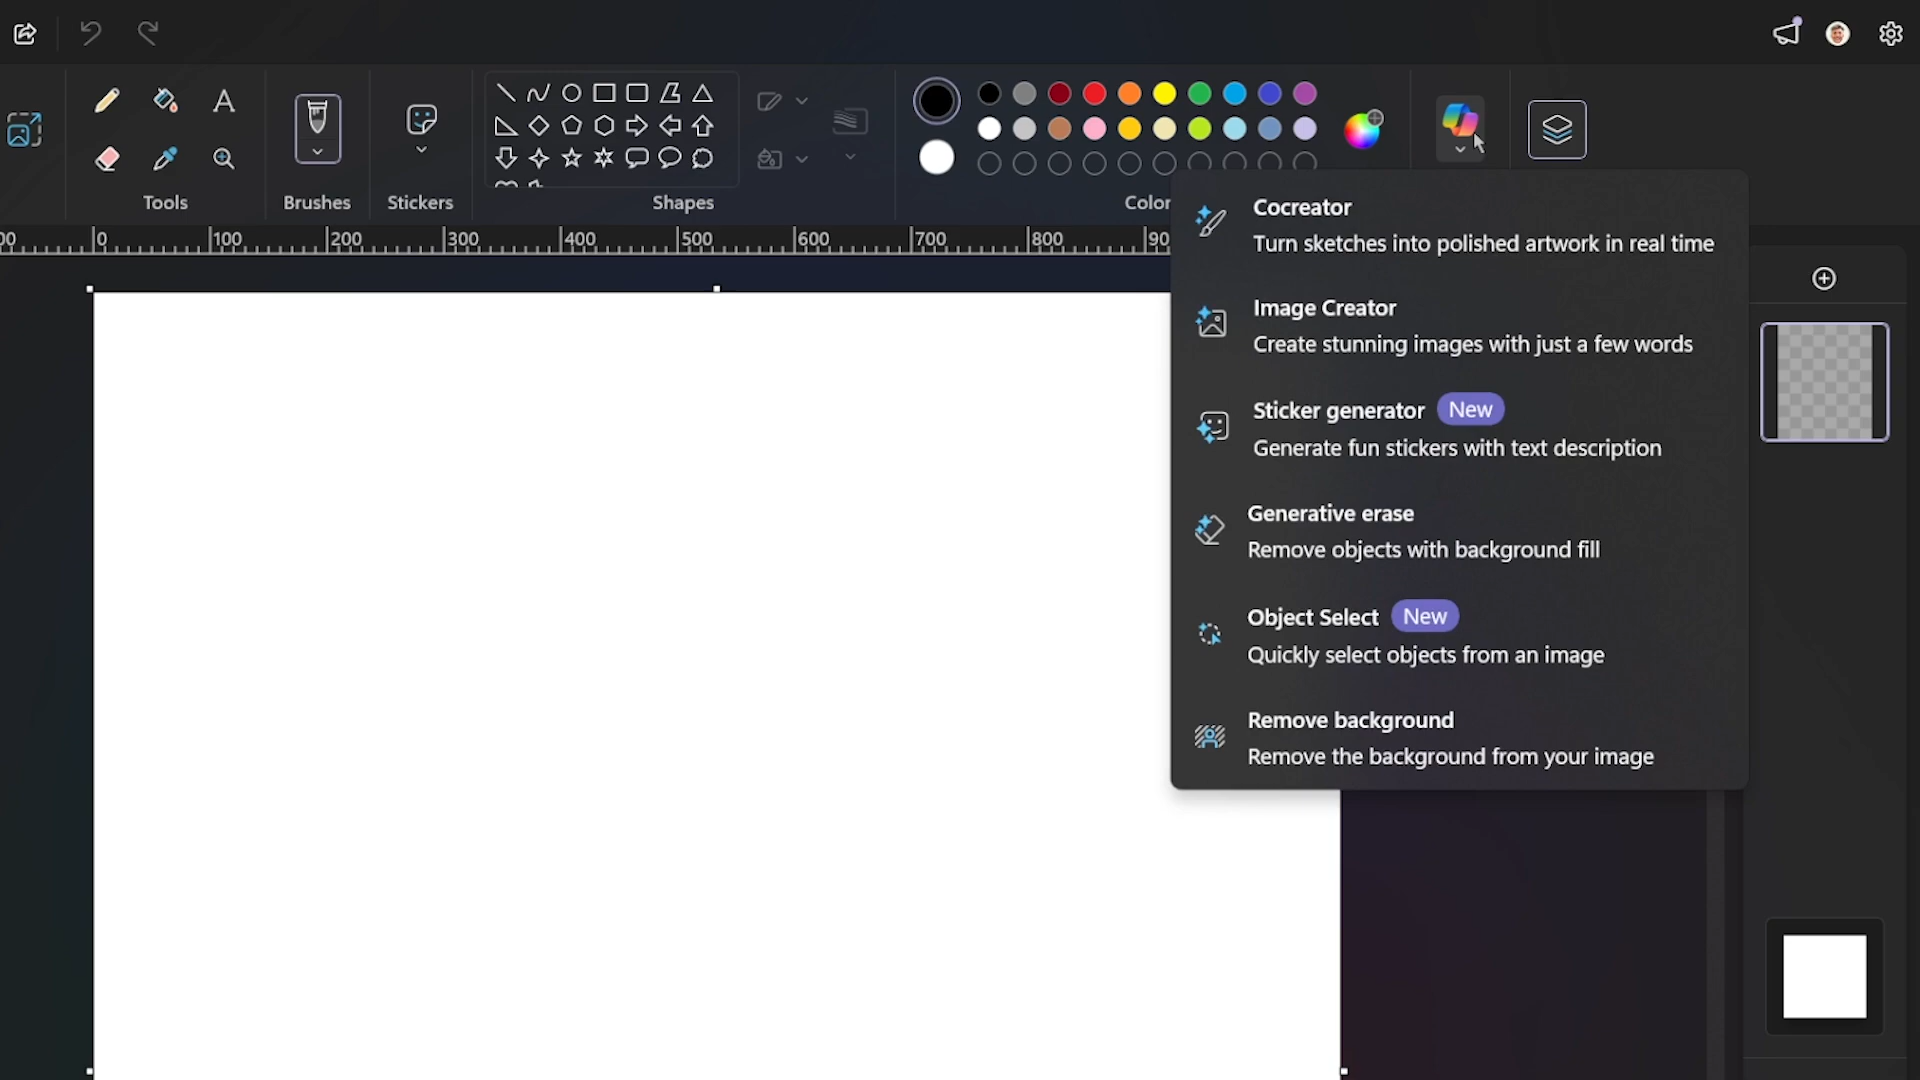 Tools
Brushes
Stickers
Shapes
Color
00 0 100 200 300 400 500 600 700 800 90
Cocreator
Turn sketches into polished artwork in real time
Image Creator
Create stunning images with just a few words
Sticker generator New
Generate fun stickers with text description
Generative erase
Remove objects with background fill
Object Select New
Quickly select objects from an image
Remove background
Remove the background from your image